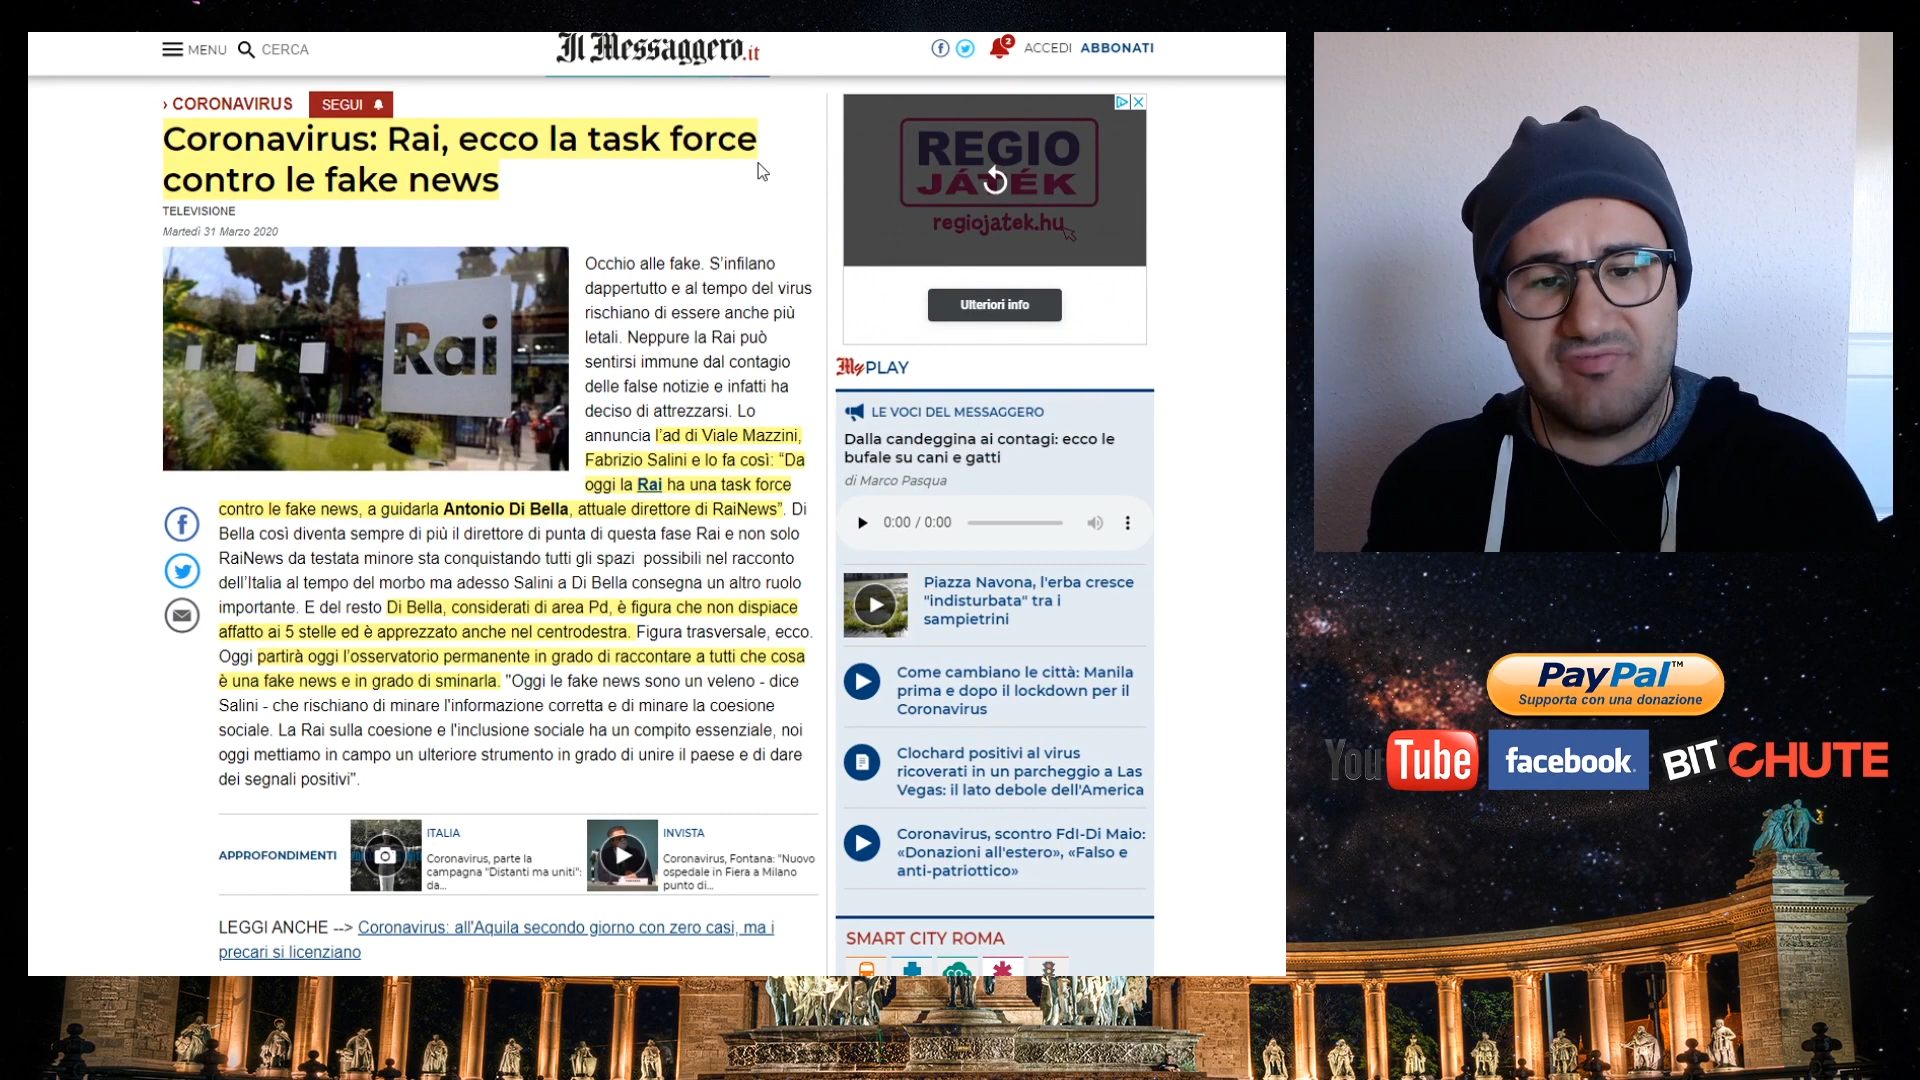 MENU CERCA
Il Messaggero.it
2 ACCEDI ABBONATI
› CORONAVIRUS SEGUI
Coronavirus: Rai, ecco la task force
contro le fake news
TELEVISIONE
Martedì 31 Marzo 2020
Rai
Occhio alle fake. S’infilano
dappertutto e al tempo del virus
rischiano di essere anche più
letali. Neppure la Rai può
sentirsi immune dal contagio
delle false notizie e infatti ha
deciso di attrezzarsi. Lo
annuncia l’ad di Viale Mazzini,
Fabrizio Salini e lo fa così: “Da
oggi la Rai ha una task force
contro le fake news, a guidarla Antonio Di Bella, attuale direttore di RaiNews”. Di
Bella così diventa sempre di più il direttore di punta di questa fase Rai e non solo
RaiNews da testata minore sta conquistando tutti gli spazi possibili nel racconto
dell’Italia al tempo del morbo ma adesso Salini a Di Bella consegna un altro ruolo
importante. E del resto Di Bella, considerati di area Pd, è figura che non dispiace
affatto ai 5 stelle ed è apprezzato anche nel centrodestra. Figura trasversale, ecco.
Oggi partirà oggi l’osservatorio permanente in grado di raccontare a tutti che cosa
è una fake news e in grado di sminarla. "Oggi le fake news sono un veleno - dice
Salini - che rischiano di minare l'informazione corretta e di minare la coesione
sociale. La Rai sulla coesione e l'inclusione sociale ha un compito essenziale, noi
oggi mettiamo in campo un ulteriore strumento in grado di unire il paese e di dare
dei segnali positivi".
APPROFONDIMENTI
ITALIA
Coronavirus, parte la
campagna "Distanti ma uniti":
da...
INVISTA
Coronavirus, Fontana: "Nuovo
ospedale in Fiera a Milano
punto di...
LEGGI ANCHE --> Coronavirus: all'Aquila secondo giorno con zero casi, ma i
precari si licenziano
REGIO
JÁTÉK
regiojatek.hu
Ulteriori info
My PLAY
LE VOCI DEL MESSAGGERO
Dalla candeggina ai contagi: ecco le
bufale su cani e gatti
di Marco Pasqua
0:00 / 0:00
Piazza Navona, l'erba cresce
"indisturbata" tra i
sampietrini
Come cambiano le città: Manila
prima e dopo il lockdown per il
Coronavirus
Clochard positivi al virus
ricoverati in un parcheggio a Las
Vegas: il lato debole dell'America
Coronavirus, scontro FdI-Di Maio:
«Donazioni all'estero», «Falso e
anti-patriottico»
SMART CITY ROMA
PayPal™
Supporta con una donazione
YouTube facebook. BITCHUTE